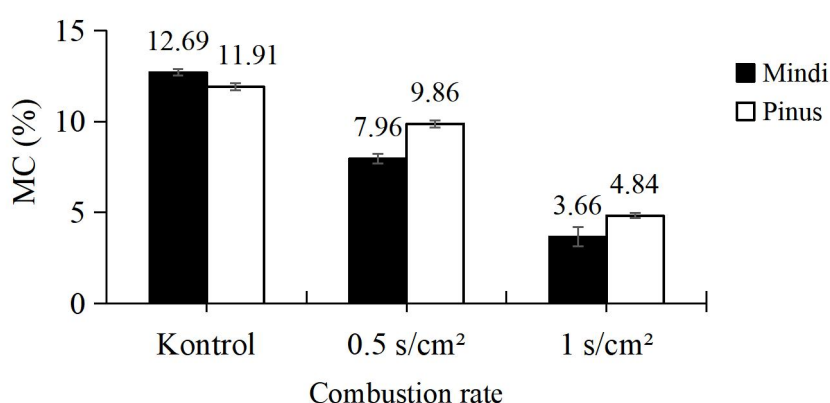 15
10
5
0
MC (%)
12.69
11.91
7.96
9.86
3.66
4.84
Mindi
Pinus
Kontrol
0.5 s/cm²
1 s/cm²
Combustion rate